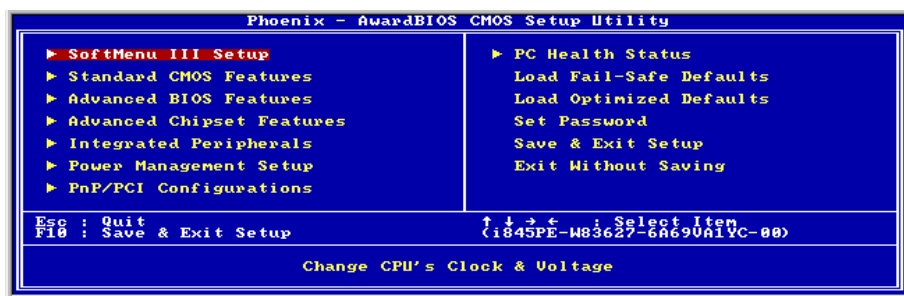 Phoenix - AwardBIOS CMOS Setup Utility
► SoftMenu III Setup
► Standard CMOS Features
► Advanced BIOS Features
► Advanced Chipset Features
► Integrated Peripherals
► Power Management Setup
► PnP/PCI Configurations
► PC Health Status
Load Fail-Safe Defaults
Load Optimized Defaults
Set Password
Save & Exit Setup
Exit Without Saving
Esc : Quit
F10 : Save & Exit Setup
↑ ↓ → ← : Select Item
(i845PE-W83627-6A69VA1YC-00)
Change CPU's Clock & Voltage